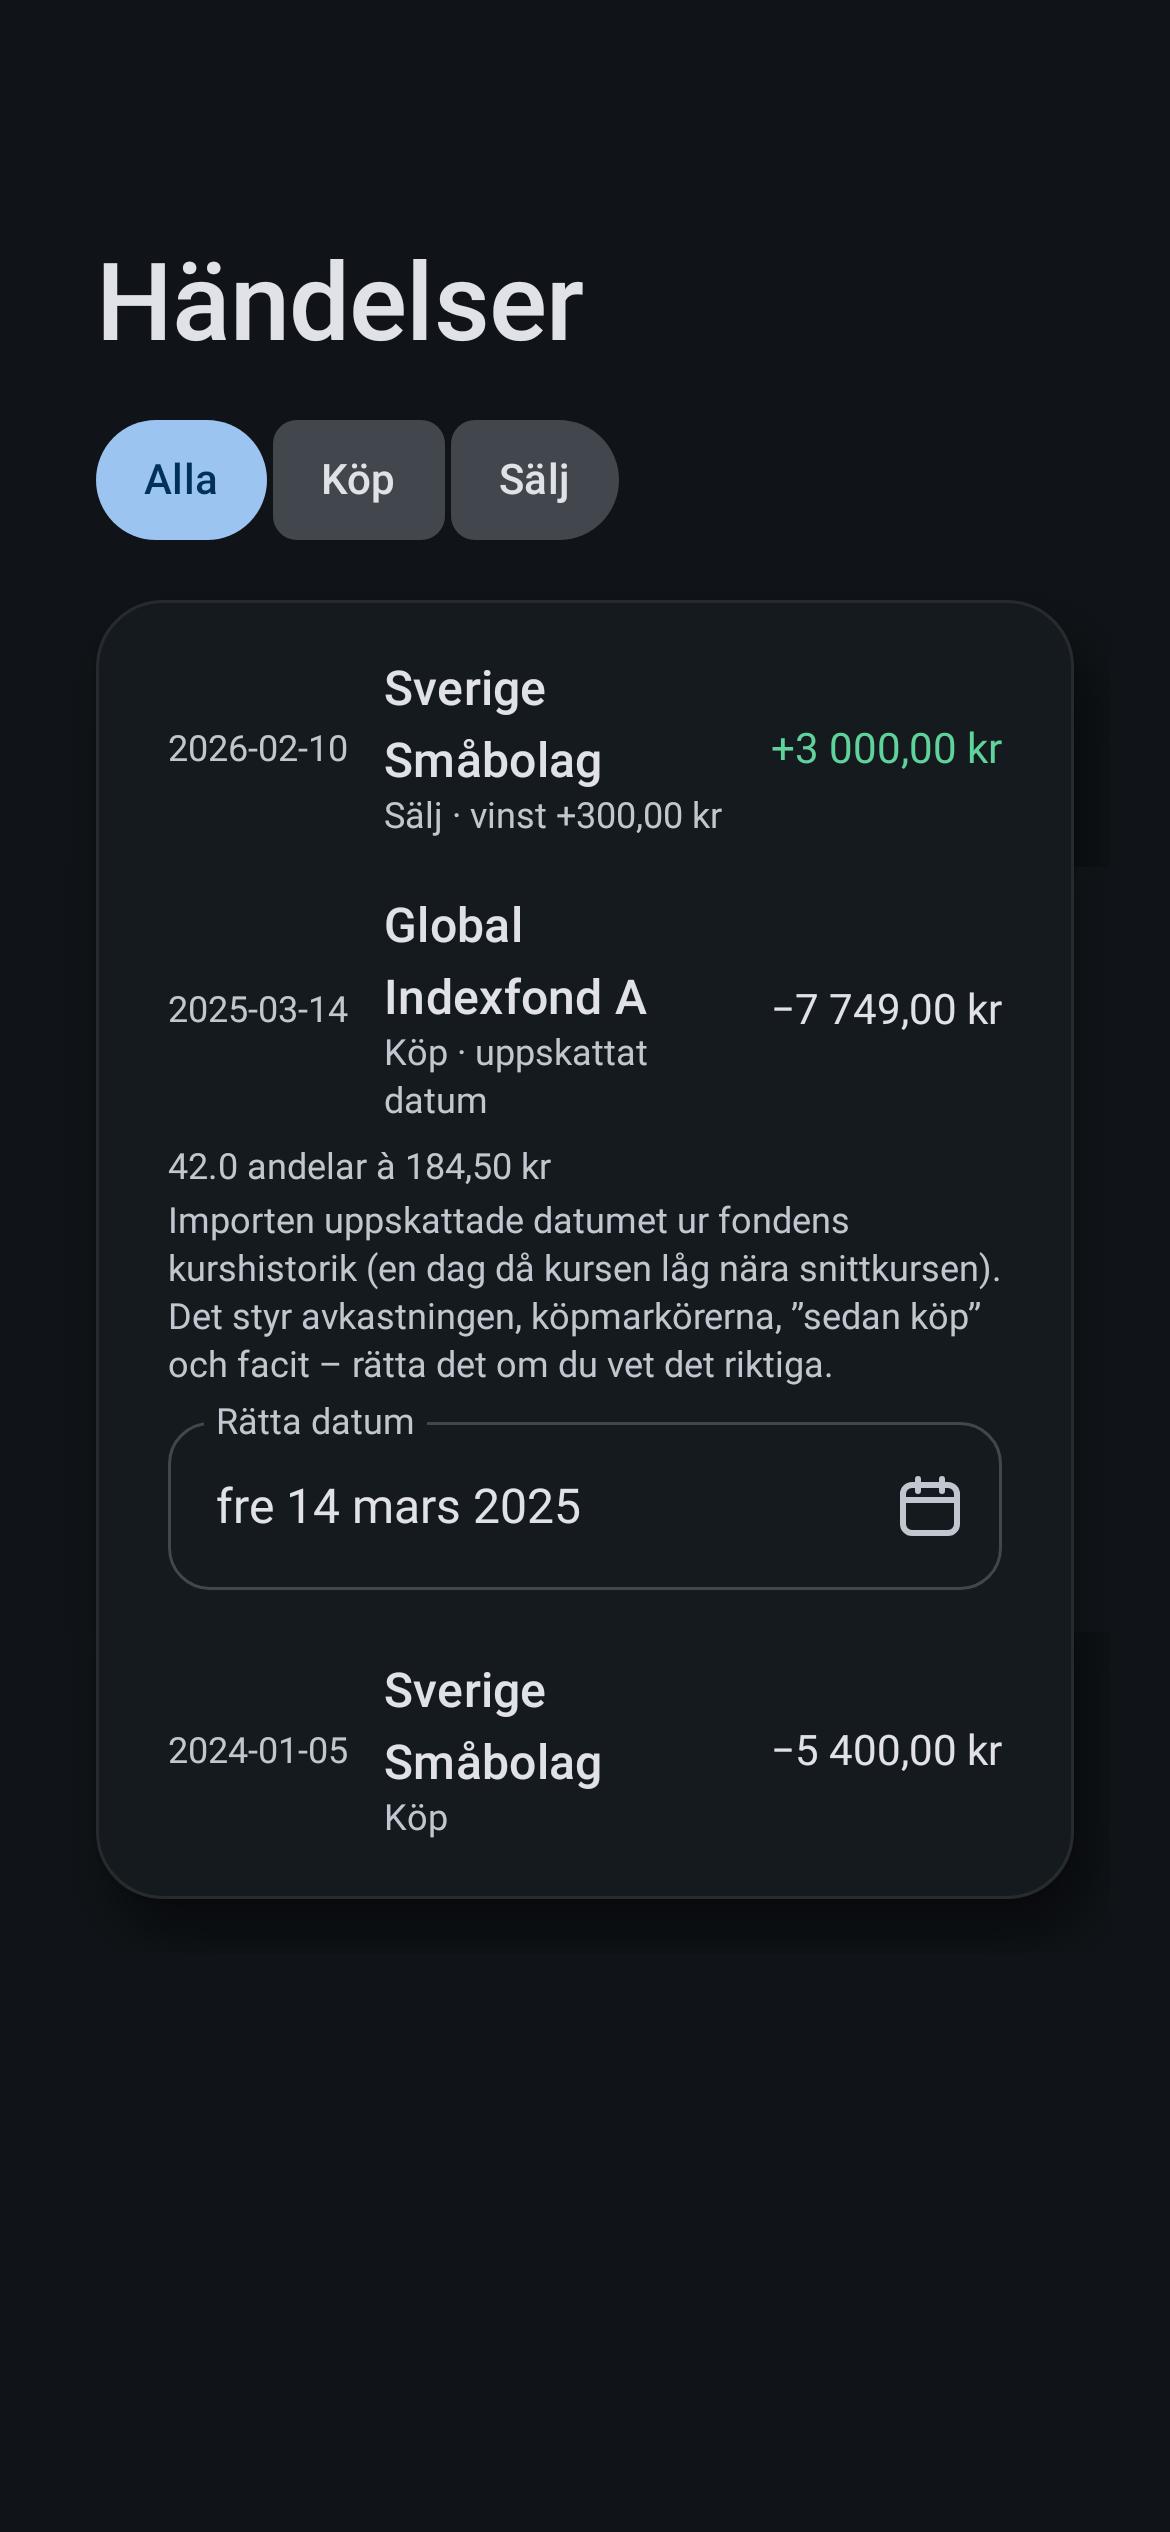 Händelser
Alla
Köp
Sälj
Sverige
Småbolag
2026-02-10
+3 000,00 kr
Sälj · vinst +300,00 kr
Global
Indexfond A
2025-03-14
−7 749,00 kr
Köp · uppskattat
datum
42.0 andelar à 184,50 kr
Importen uppskattade datumet ur fondens
kurshistorik (en dag då kursen låg nära snittkursen).
Det styr avkastningen, köpmarkörerna, ”sedan köp”
och facit – rätta det om du vet det riktiga.
Rätta datum
fre 14 mars 2025
Sverige
Småbolag
2024-01-05
−5 400,00 kr
Köp